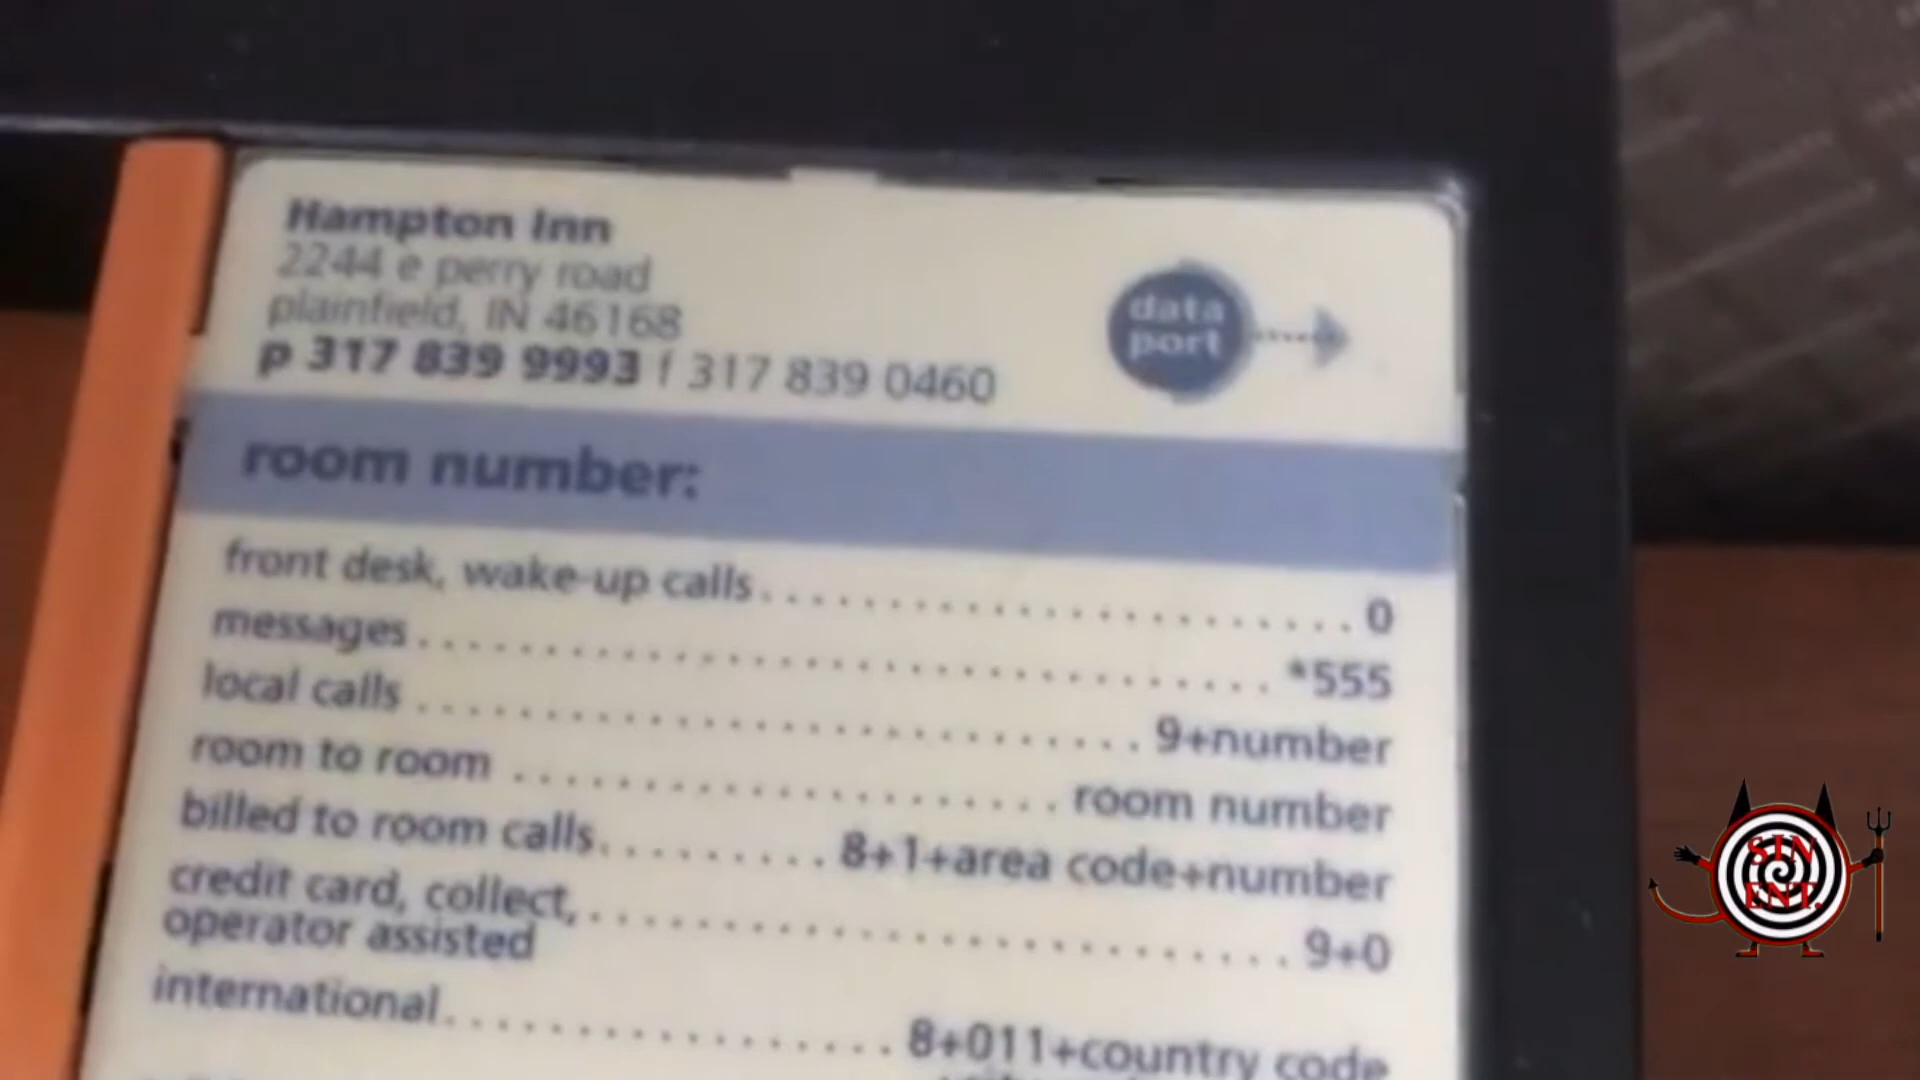 Hampton Inn
2244 e perry road
plainfield, IN 46168
p 317 839 9993 f 317 839 0460
data
port
room number:
front desk, wake-up calls.....................0
messages..............................*555
local calls..........................9+number
room to room....................room number
billed to room calls.........8+1+area code+number
credit card, collect,..........................9+0
operator assisted
international................8+011+country code
SIN
ENT.